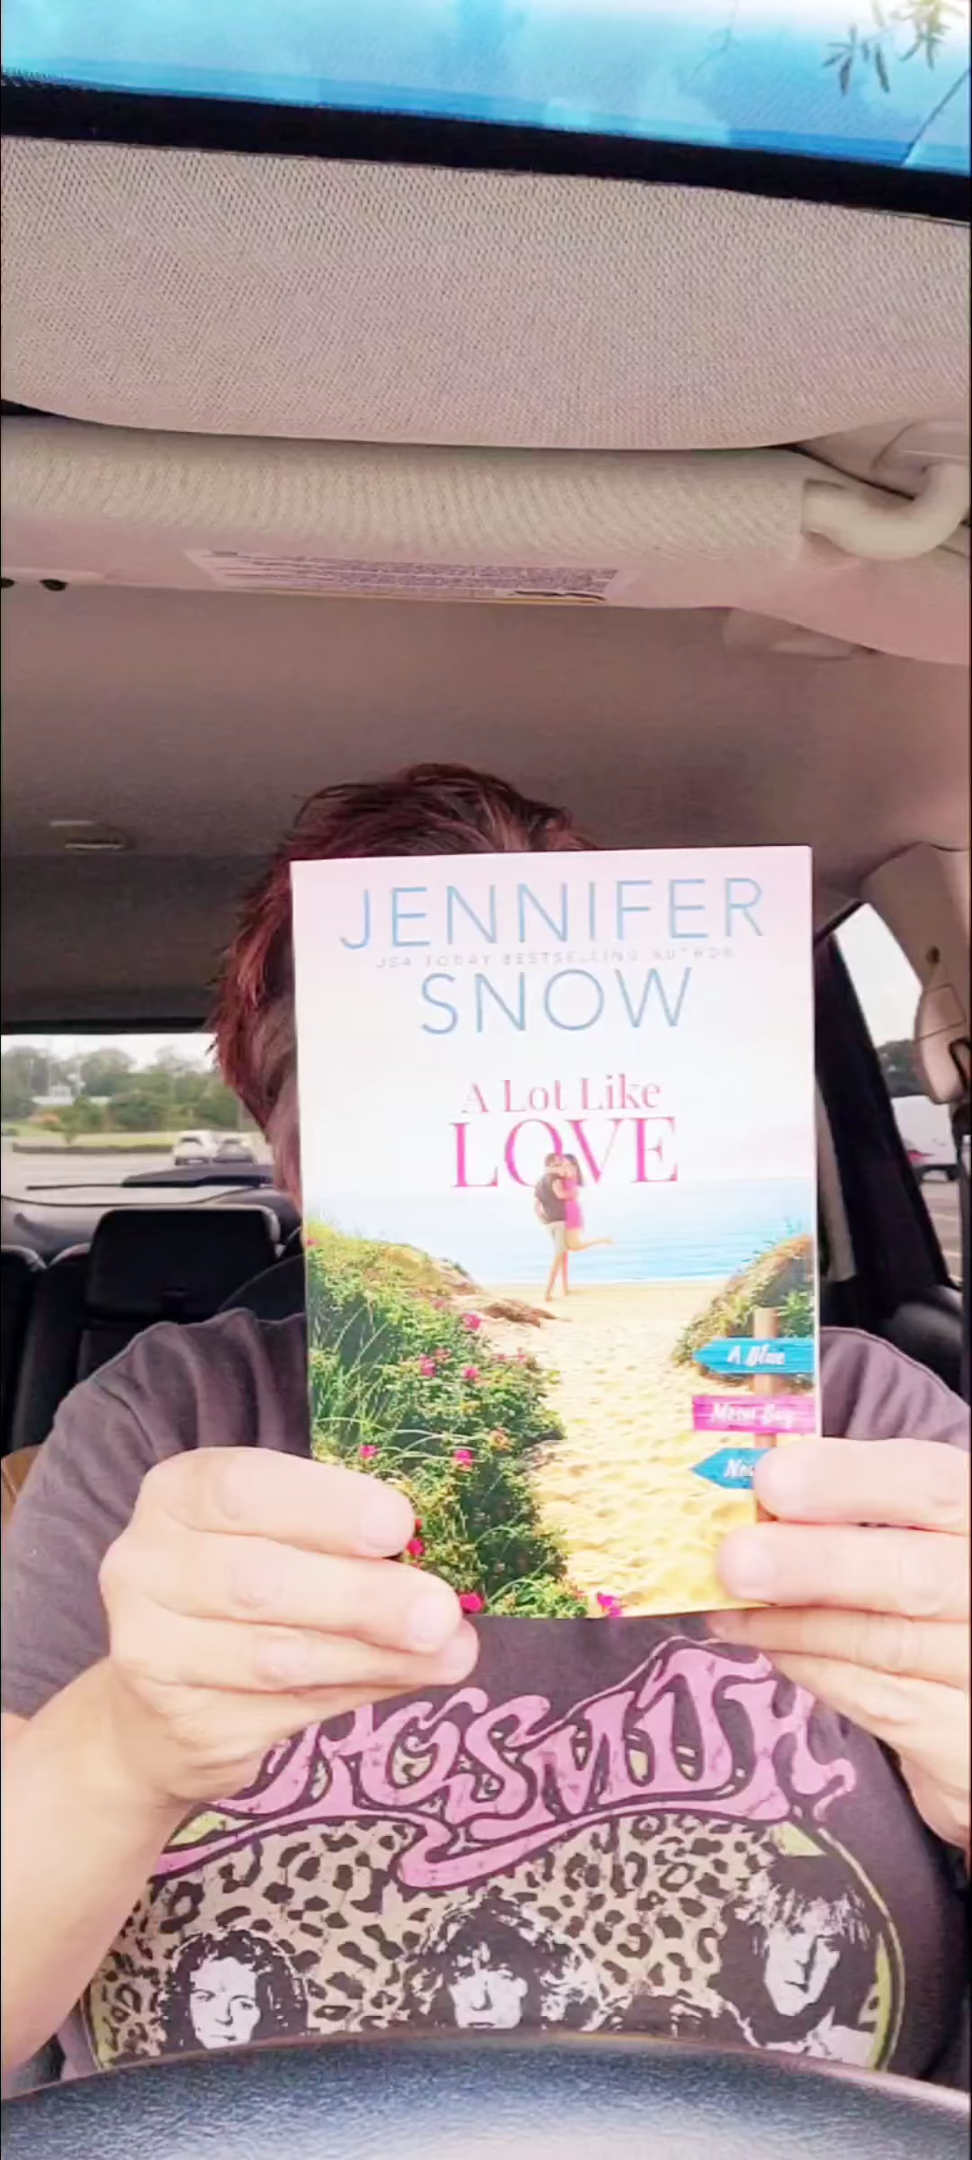 JENNIFER
USA TODAY BESTSELLING AUTHOR
SNOW
A Lot Like
LOVE
A Blue
Moon Bay